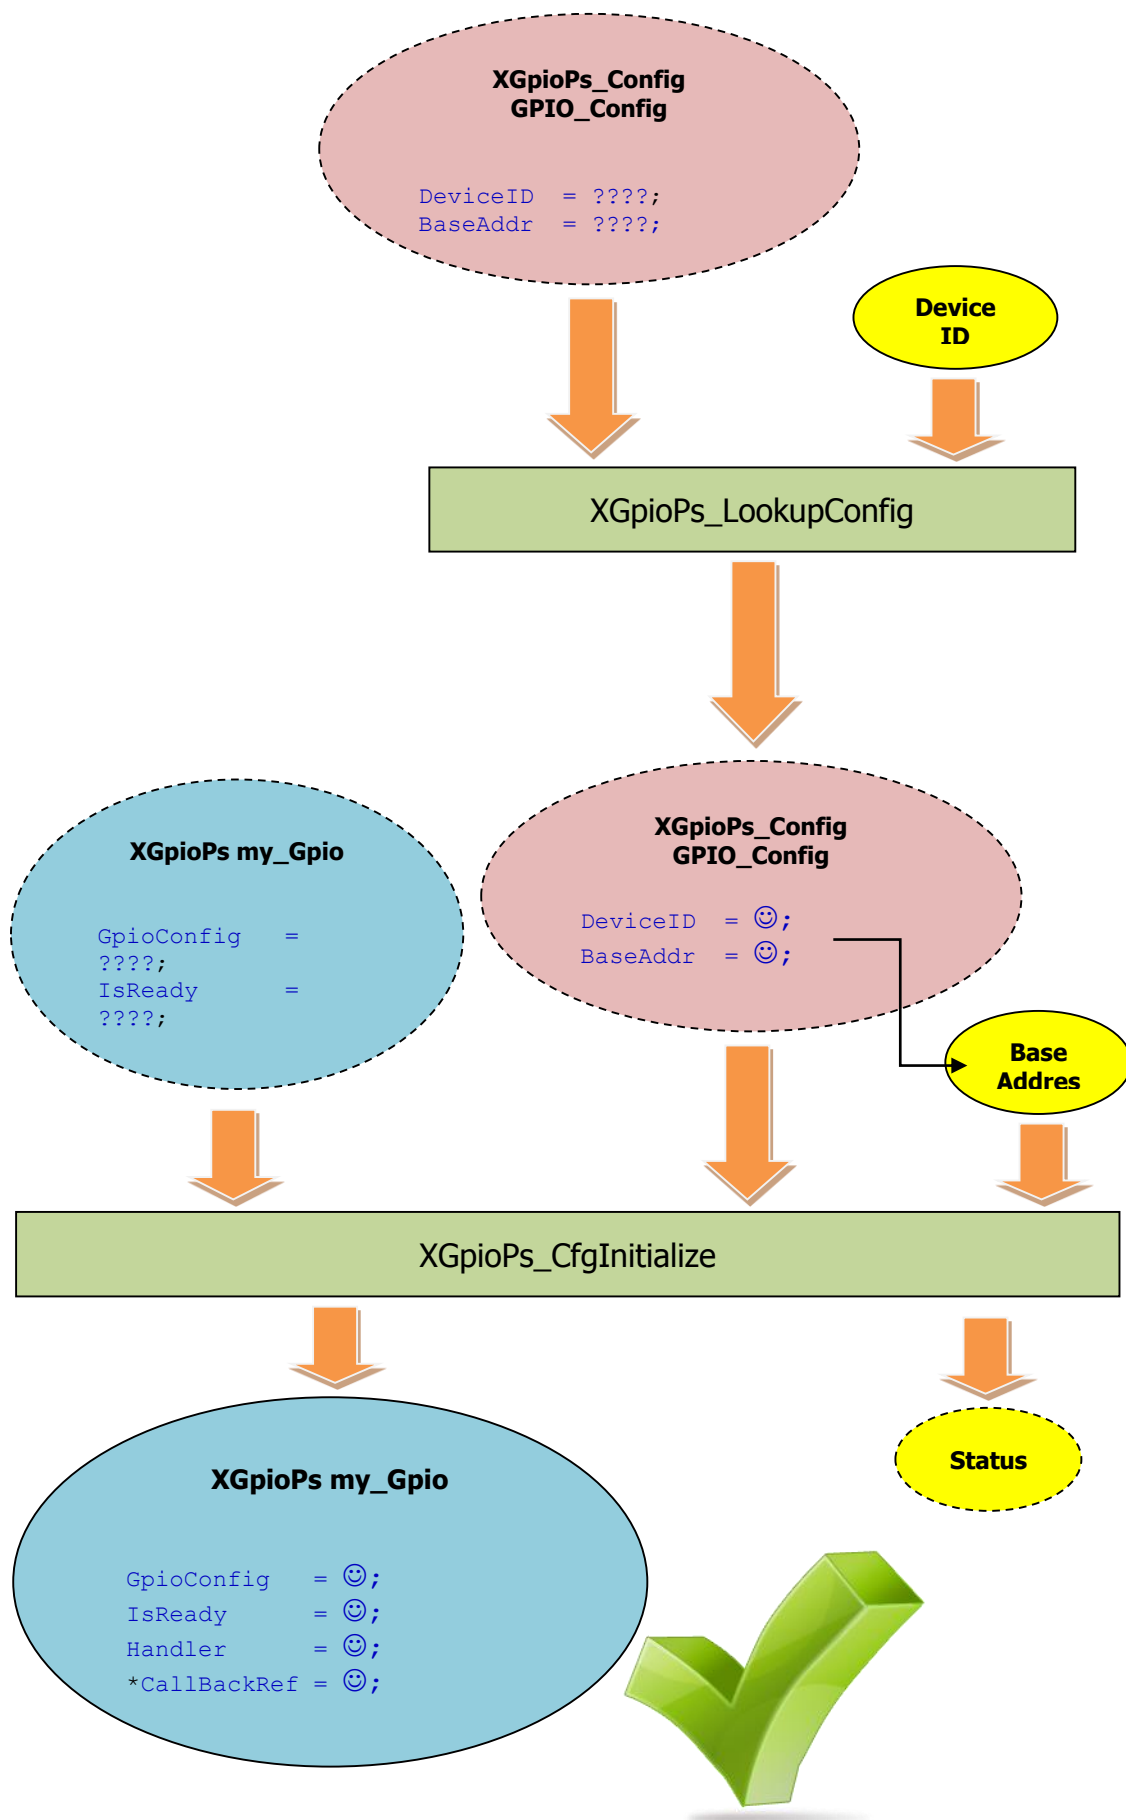 XGpioPs_Config
GPIO_Config
DeviceID = ????;
BaseAddr = ????;
Device
ID
XGpioPs_LookupConfig
XGpioPs my_Gpio
GpioConfig =
????;
IsReady =
????;
XGpioPs_Config
GPIO_Config
DeviceID = ☺;
BaseAddr = ☺;
Base
Addres
XGpioPs_CfgInitialize
XGpioPs my_Gpio
GpioConfig = ☺;
IsReady = ☺;
Handler = ☺;
*CallBackRef = ☺;
Status